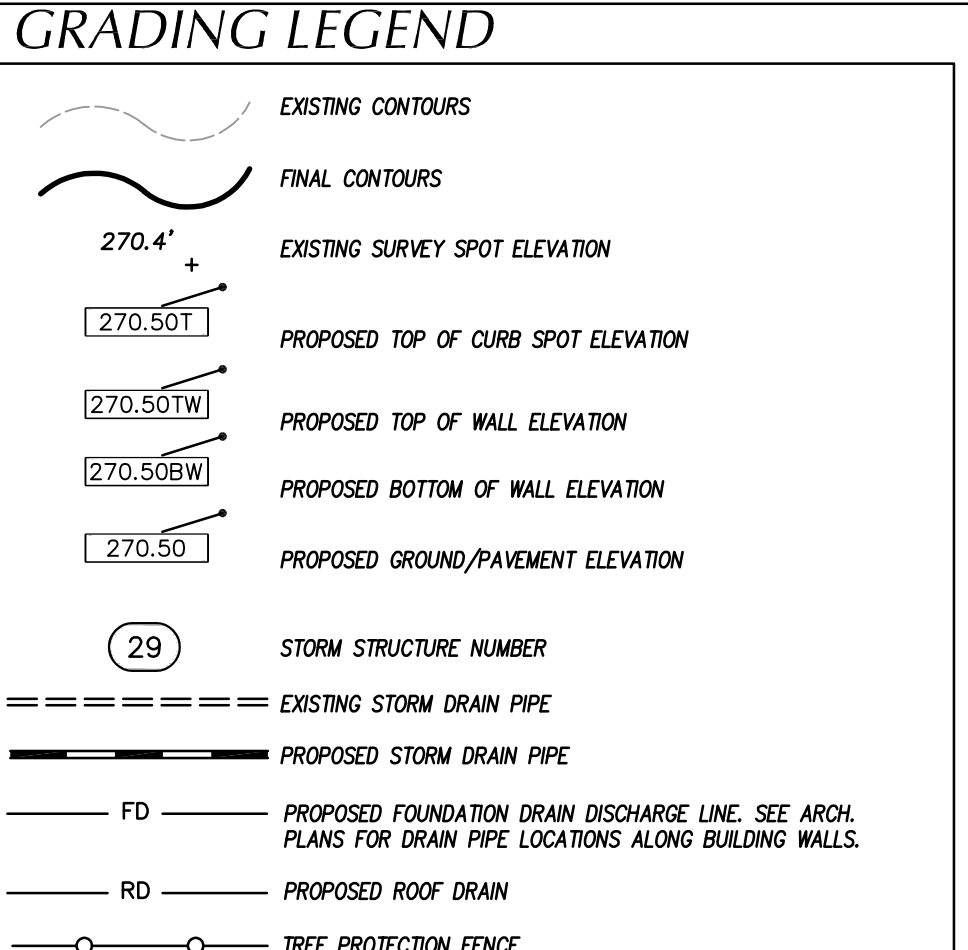 GRADING LEGEND
EXISTING CONTOURS
FINAL CONTOURS
270.4'
+
EXISTING SURVEY SPOT ELEVATION
270.50T
PROPOSED TOP OF CURB SPOT ELEVATION
270.50TW
PROPOSED TOP OF WALL ELEVATION
270.50BW
PROPOSED BOTTOM OF WALL ELEVATION
270.50
PROPOSED GROUND/PAVEMENT ELEVATION
29
STORM STRUCTURE NUMBER
EXISTING STORM DRAIN PIPE
PROPOSED STORM DRAIN PIPE
FD
PROPOSED FOUNDATION DRAIN DISCHARGE LINE. SEE ARCH.
PLANS FOR DRAIN PIPE LOCATIONS ALONG BUILDING WALLS.
RD
PROPOSED ROOF DRAIN
TREE PROTECTION FENCE